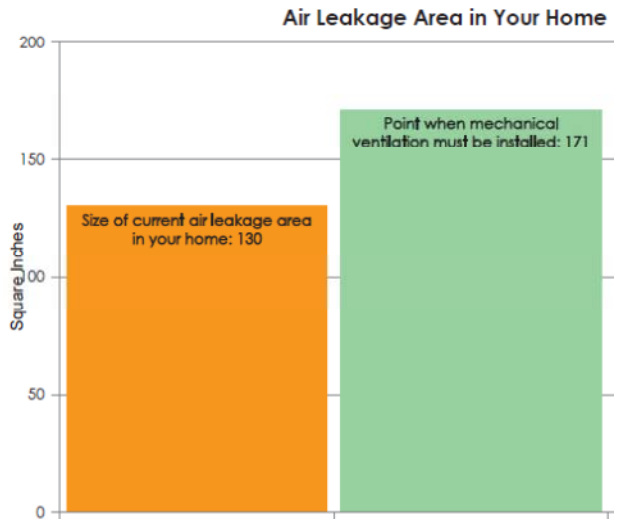 Air Leakage Area in Your Home
200
150
100
50
0
Square Inches
Size of current air leakage area
in your home: 130
Point when mechanical
ventilation must be installed: 171